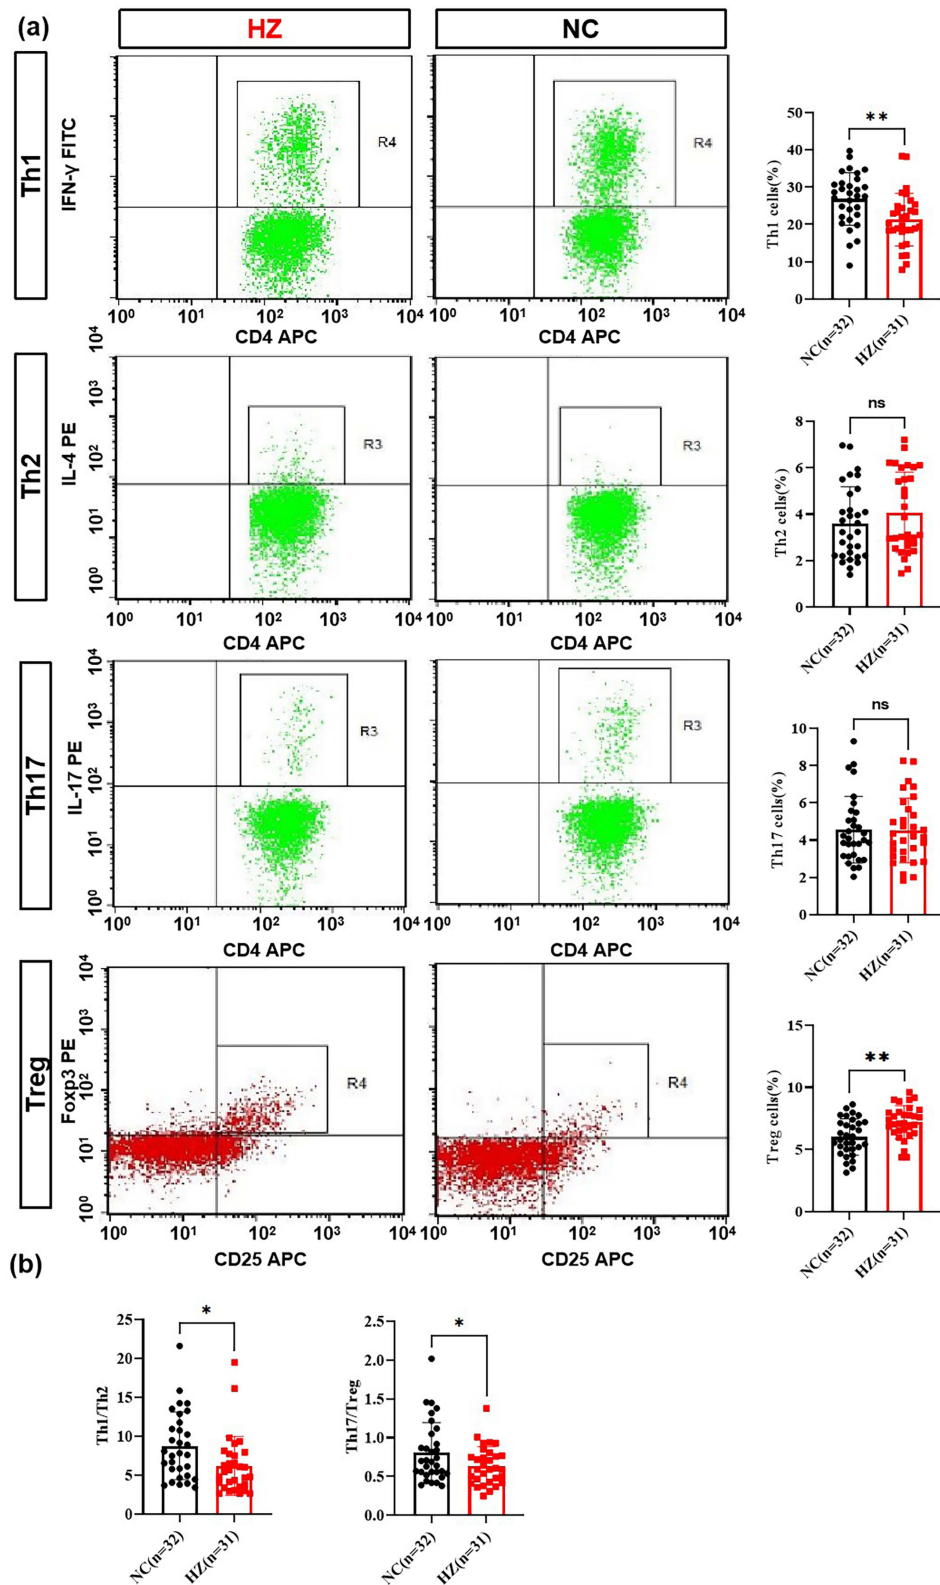 (a)
HZ
NC
Th1
IFN-γ FITC
R4
R4
10⁰ 10¹ 10² 10³ 10⁴
10⁰ 10¹ 10² 10³ 10⁴
CD4 APC
CD4 APC
50
40
30
20
10
0
Th1 cells(%)
**
NC(n=32)
HZ(n=31)
Th2
IL-4 PE
10⁴
10³
10²
10¹
10⁰
R3
R3
10⁰ 10¹ 10² 10³ 10⁴
10⁰ 10¹ 10² 10³ 10⁴
CD4 APC
CD4 APC
8
6
4
2
0
Th2 cells(%)
ns
NC(n=32)
HZ(n=31)
Th17
IL-17 PE
10⁴
10³
10²
10¹
10⁰
R3
R3
10⁰ 10¹ 10² 10³ 10⁴
10⁰ 10¹ 10² 10³ 10⁴
CD4 APC
CD4 APC
10
8
6
4
2
0
Th17 cells(%)
ns
NC(n=32)
HZ(n=31)
Treg
Foxp3 PE
10⁴
10³
10²
10¹
10⁰
R4
R4
10⁰ 10¹ 10² 10³ 10⁴
10⁰ 10¹ 10² 10³ 10⁴
CD25 APC
CD25 APC
15
10
5
0
Treg cells(%)
**
NC(n=32)
HZ(n=31)
(b)
25
20
15
10
5
0
Th1/Th2
*
NC(n=32)
HZ(n=31)
2.5
2.0
1.5
1.0
0.5
0.0
Th17/Treg
*
NC(n=32)
HZ(n=31)